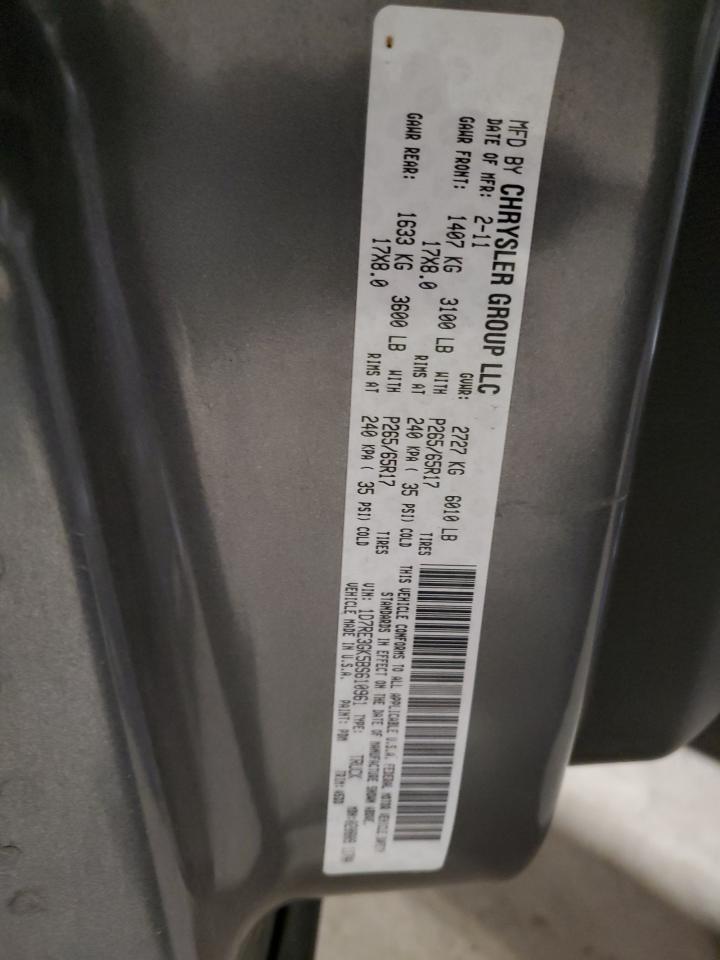 MFD BY CHRYSLER GROUP LLC
DATE OF MFR: 2-11 GVWR: 2727 KG 6010 LB
GAWR FRONT: 1407 KG 3100 LB WITH P265/65R17 TIRES
17X8.0 RIMS AT 240 KPA ( 35 PSI) COLD
GAWR REAR: 1633 KG 3600 LB WITH P265/65R17 TIRES
17X8.0 RIMS AT 240 KPA ( 35 PSI) COLD
THIS VEHICLE CONFORMS TO ALL APPLICABLE U.S.A. FEDERAL MOTOR VEHICLE SAFETY
STANDARDS IN EFFECT ON THE DATE OF MANUFACTURE SHOWN ABOVE.
VIN: 1D7RE3GK5BS610961 TYPE: TRUCK
VEHICLE MADE IN U.S.A. PAINT: PDM TRIM: